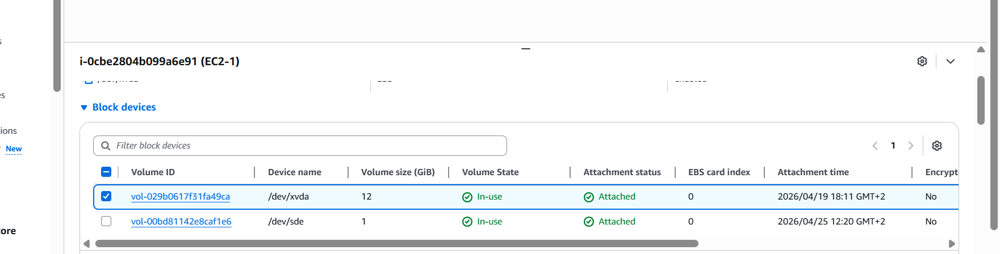 s
i-0cbe2804b099a6e91 (EC2-1)
es
Block devices
ions
New
Filter block devices
1
Volume ID Device name Volume size (GiB) Volume State Attachment status EBS card index Attachment time Encrypt
vol-029b0617f31fa49ca /dev/xvda 12 In-use Attached 0 2026/04/19 18:11 GMT+2 No
vol-00bd81142e8caf1e6 /dev/sde 1 In-use Attached 0 2026/04/25 12:20 GMT+2 No
core